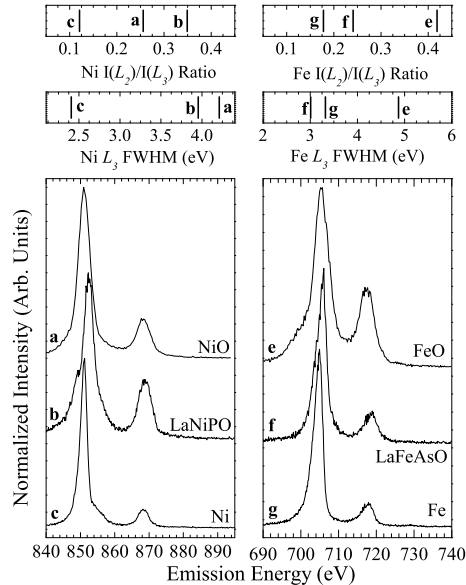 c a b g f e
0.1 0.2 0.3 0.4 0.1 0.2 0.3 0.4
Ni I(L₂)/I(L₃) Ratio Fe I(L₂)/I(L₃) Ratio
c b a f g e
2.5 3.0 3.5 4.0 2 3 4 5 6
Ni L₃ FWHM (eV) Fe L₃ FWHM (eV)
Normalized Intensity (Arb. Units)
a NiO e FeO
b LaNiPO f LaFeAsO
c Ni g Fe
840 850 860 870 880 890 690 700 710 720 730 740
Emission Energy (eV)